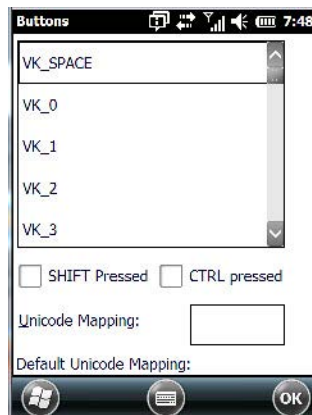 Buttons 7:48
VK_SPACE
VK_0
VK_1
VK_2
VK_3
SHIFT Pressed CTRL pressed
Unicode Mapping:
Default Unicode Mapping:
OK